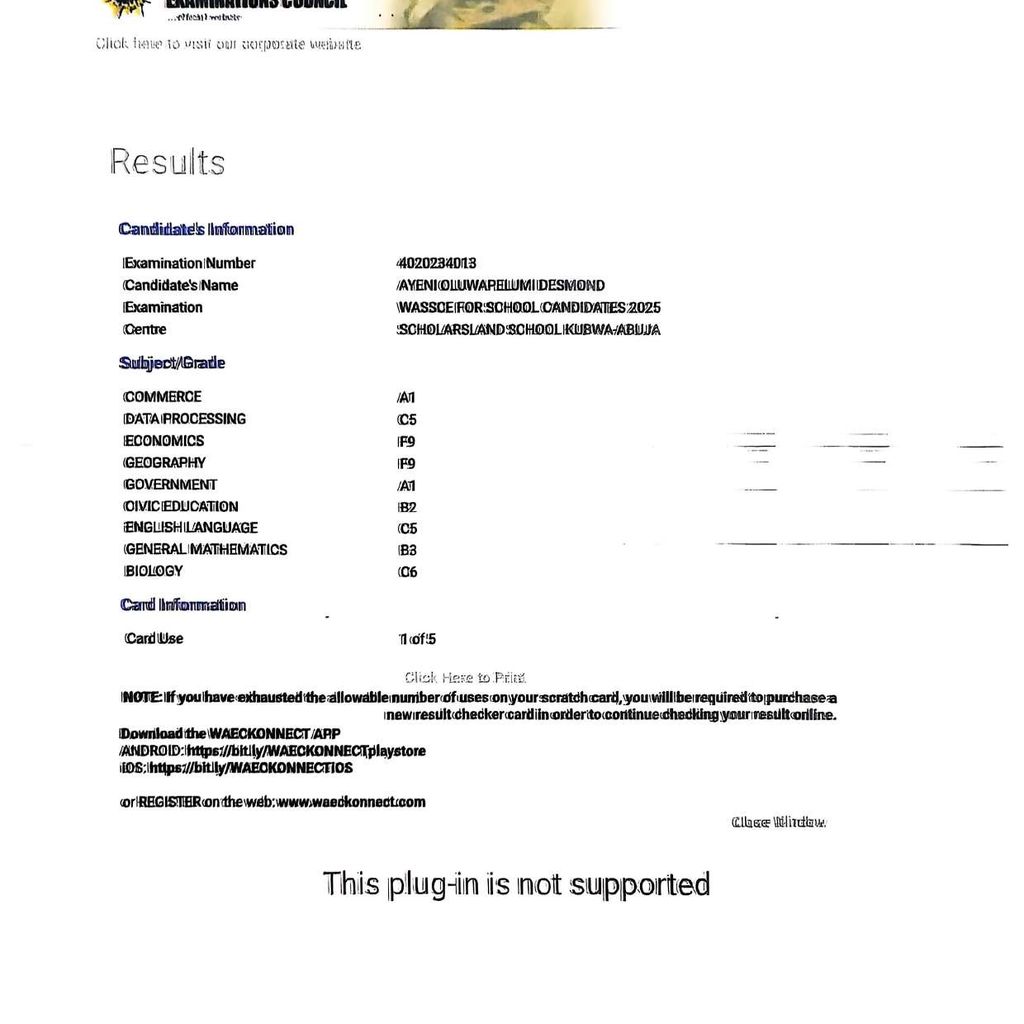 EXAMINATIONS COUNCIL
...official website
Click here to visit our corporate website
Results
Candidate's Information
Examination Number 4020234013
Candidate's Name AYENI OLUWAPELUMI DESMOND
Examination WASSCE FOR SCHOOL CANDIDATES 2025
Centre SCHOLARSLAND SCHOOL KUBWA-ABUJA
Subject/Grade
COMMERCE A1
DATA PROCESSING C5
ECONOMICS F9
GEOGRAPHY F9
GOVERNMENT A1
CIVIC EDUCATION B2
ENGLISH LANGUAGE C5
GENERAL MATHEMATICS B3
BIOLOGY C6
Card Information
Card Use 1 of 5
Click Here to Print
NOTE: If you have exhausted the allowable number of uses on your scratch card, you will be required to purchase a
new result checker card in order to continue checking your result online.
Download the WAECKONNECT APP
ANDROID: https://bit.ly/WAECKONNECTplaystore
iOS: https://bit.ly/WAECKONNECTIOS
or REGISTER on the web: www.waeckonnect.com
Close Window
This plug-in is not supported